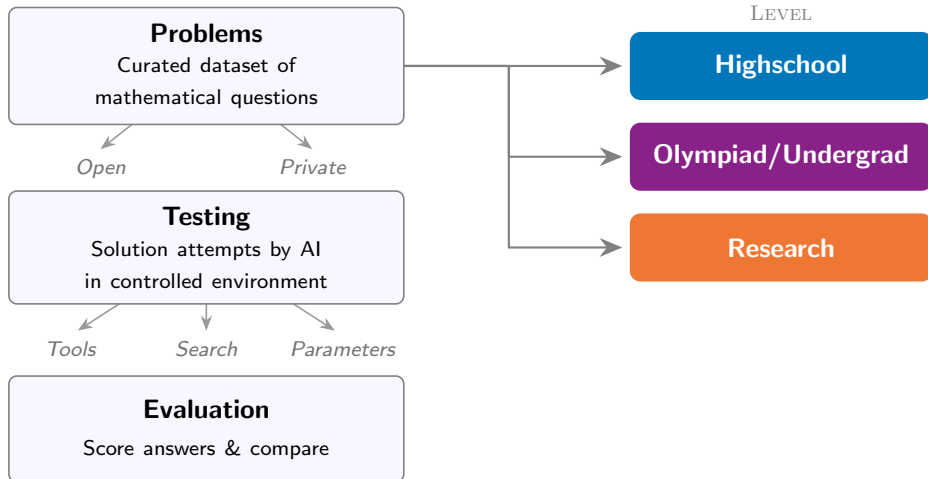 Problems
Curated dataset of
mathematical questions
Open
Private
Testing
Solution attempts by AI
in controlled environment
Tools
Search
Parameters
Evaluation
Score answers & compare
Level
Highschool
Olympiad/Undergrad
Research